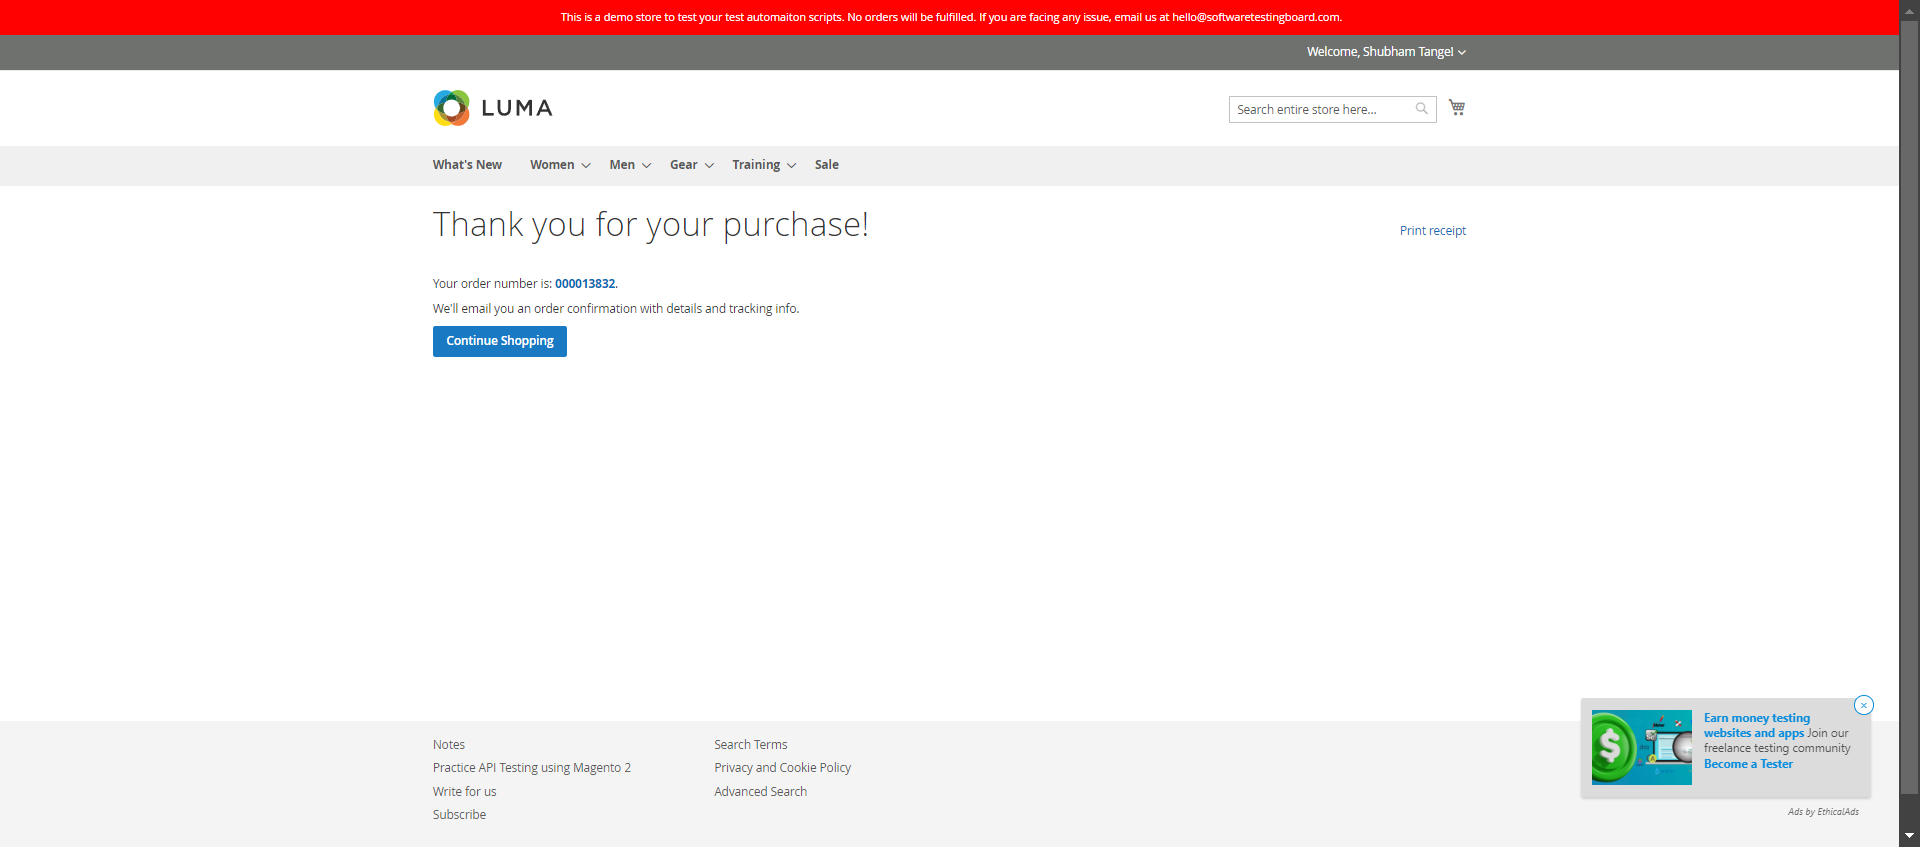 This is a demo store to test your test automaiton scripts. No orders will be fulfilled. If you are facing any issue, email us at hello@softwaretestingboard.com.
Welcome, Shubham Tange!
LUMA
Search entire store here...
What's New Women Men Gear Training Sale
Thank you for your purchase!
Print receipt
Your order number is: 000013832.
We'll email you an order confirmation with details and tracking info.
Continue Shopping
Notes
Practice API Testing using Magento 2
Write for us
Subscribe
Search Terms
Privacy and Cookie Policy
Advanced Search
Earn money testing
websites and apps Join our
freelance testing community
Become a Tester
Ads by EthicalAds